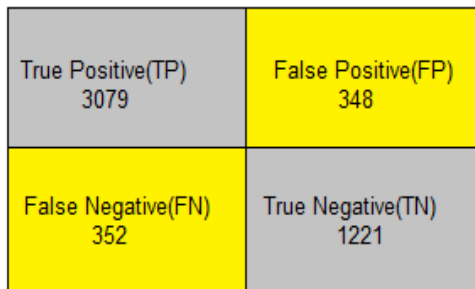 True Positive(TP)
3079
False Positive(FP)
348
False Negative(FN)
352
True Negative(TN)
1221